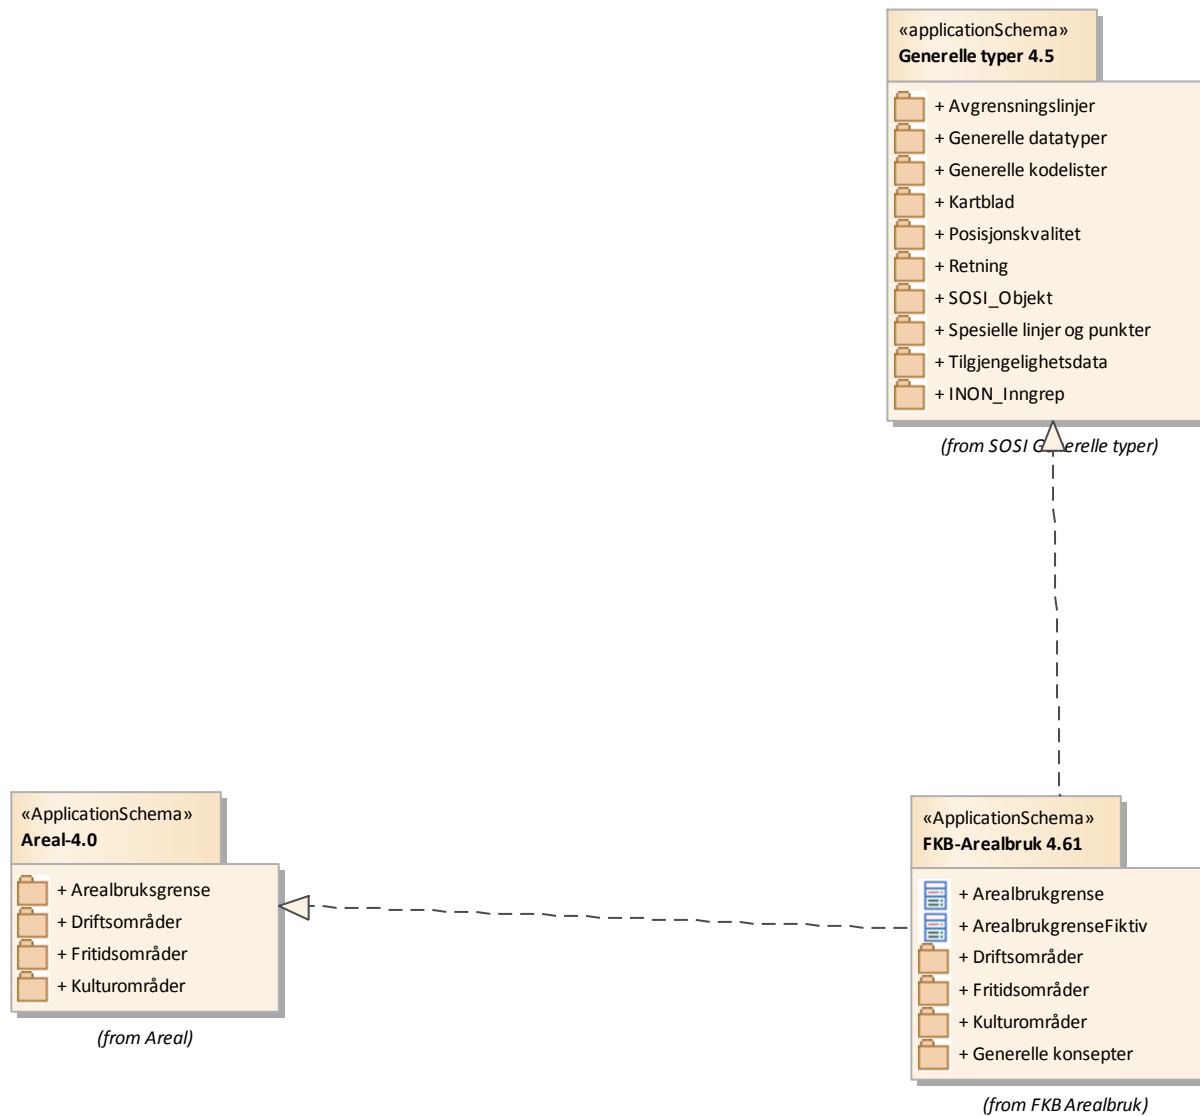 «applicationSchema»
Generelle typer 4.5
+ Avgrensningslinjer
+ Generelle datatyper
+ Generelle kodelister
+ Kartblad
+ Posisjonskvalitet
+ Retning
+ SOSI_Objekt
+ Spesielle linjer og punkter
+ Tilgjengelighetsdata
+ INON_Inngrep
(from SOSI Generelle typer)
«ApplicationSchema»
Areal-4.0
+ Arealbruksgrense
+ Driftsområder
+ Fritidsområder
+ Kulturområder
(from Areal)
«ApplicationSchema»
FKB-Arealbruk 4.61
+ Arealbrukgrense
+ ArealbrukgrenseFiktiv
+ Driftsområder
+ Fritidsområder
+ Kulturområder
+ Generelle konsepter
(from FKB Arealbruk)